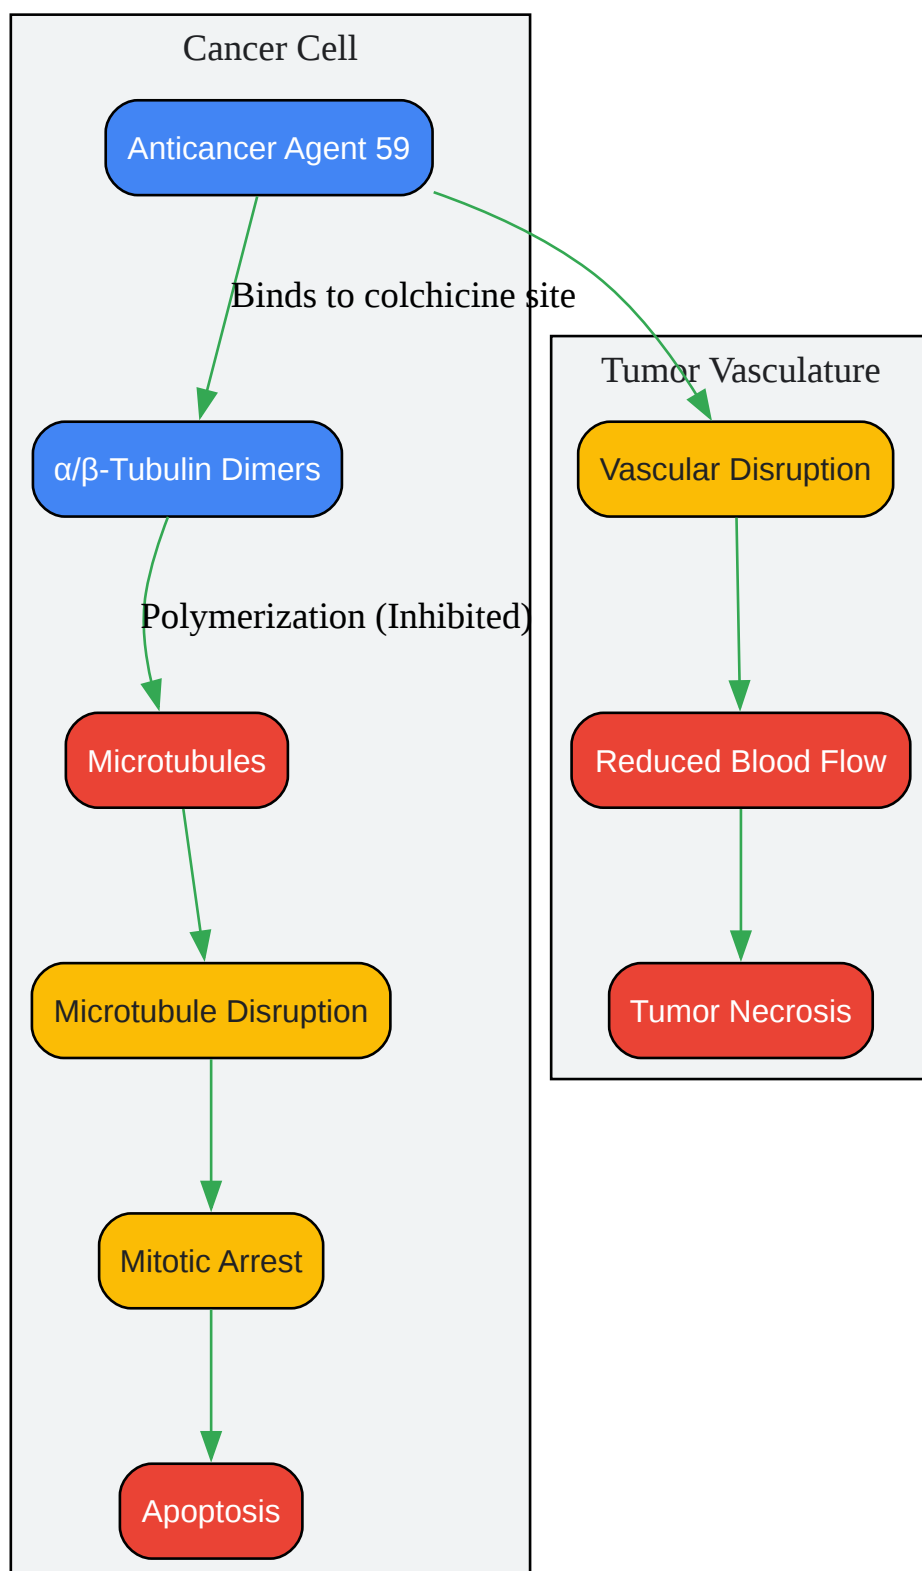 Cancer Cell
Anticancer Agent 59
Binds to colchicine site
Tumor Vasculature
α/β-Tubulin Dimers
Vascular Disruption
Polymerization (Inhibited)
Microtubules
Reduced Blood Flow
Microtubule Disruption
Tumor Necrosis
Mitotic Arrest
Apoptosis